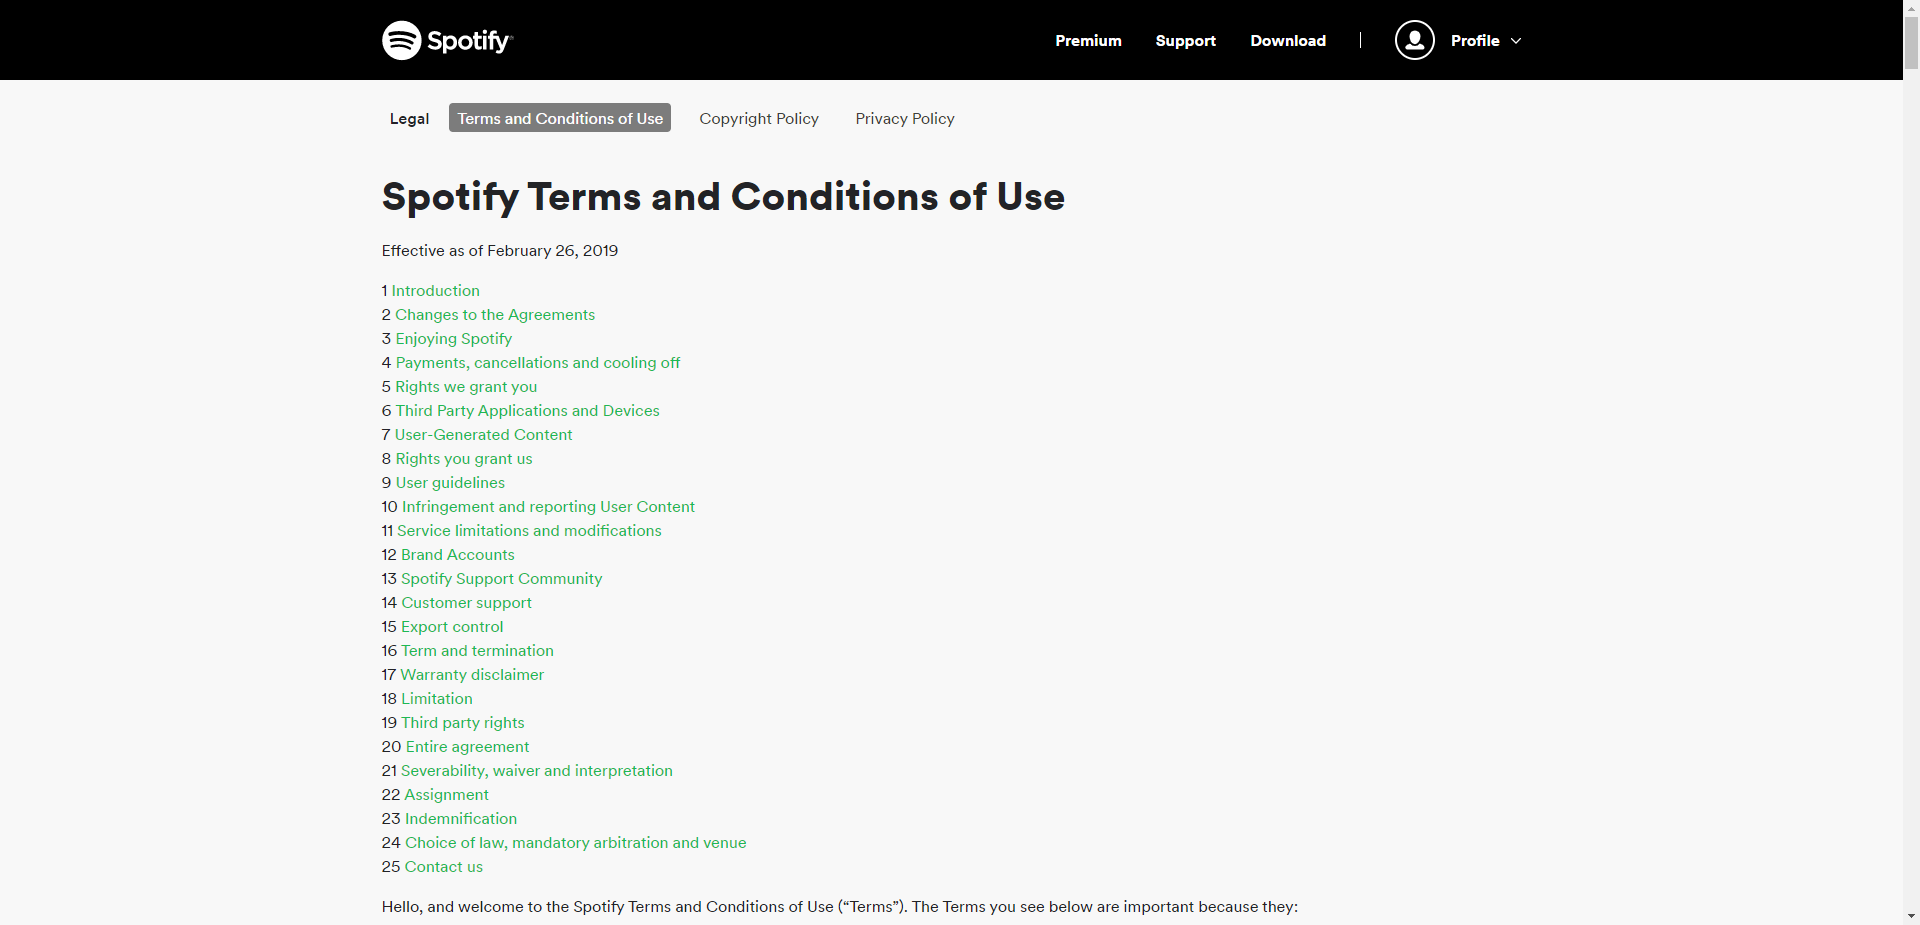 Spotify
Premium Support Download | Profile
Legal Terms and Conditions of Use Copyright Policy Privacy Policy
Spotify Terms and Conditions of Use
Effective as of February 26, 2019
1 Introduction
2 Changes to the Agreements
3 Enjoying Spotify
4 Payments, cancellations and cooling off
5 Rights we grant you
6 Third Party Applications and Devices
7 User-Generated Content
8 Rights you grant us
9 User guidelines
10 Infringement and reporting User Content
11 Service limitations and modifications
12 Brand Accounts
13 Spotify Support Community
14 Customer support
15 Export control
16 Term and termination
17 Warranty disclaimer
18 Limitation
19 Third party rights
20 Entire agreement
21 Severability, waiver and interpretation
22 Assignment
23 Indemnification
24 Choice of law, mandatory arbitration and venue
25 Contact us
Hello, and welcome to the Spotify Terms and Conditions of Use (“Terms”). The Terms you see below are important because they: